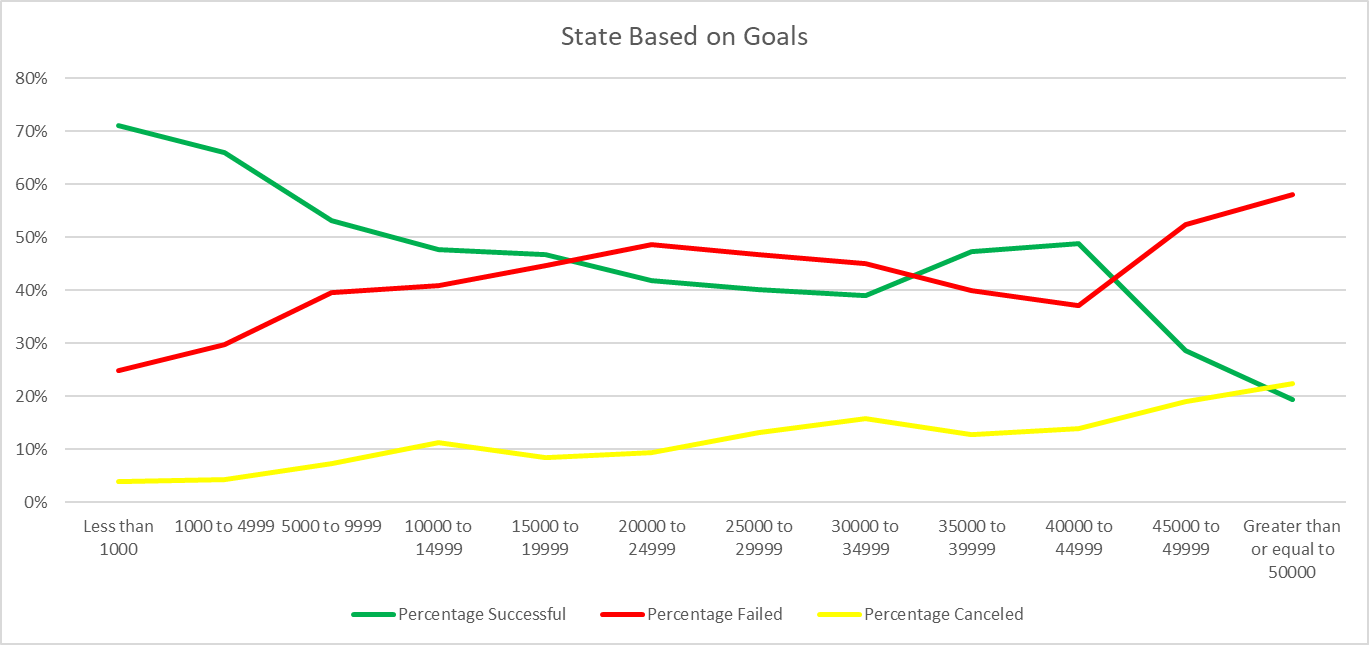 State Based on Goals
80%
70%
60%
50%
40%
30%
20%
10%
0%
Less than 1000 to 4999 5000 to 9999 10000 to 15000 to 20000 to 25000 to 30000 to 35000 to 40000 to 45000 to Greater than
1000 14999 19999 24999 29999 34999 39999 44999 49999 or equal to
50000
Percentage Successful Percentage Failed Percentage Canceled